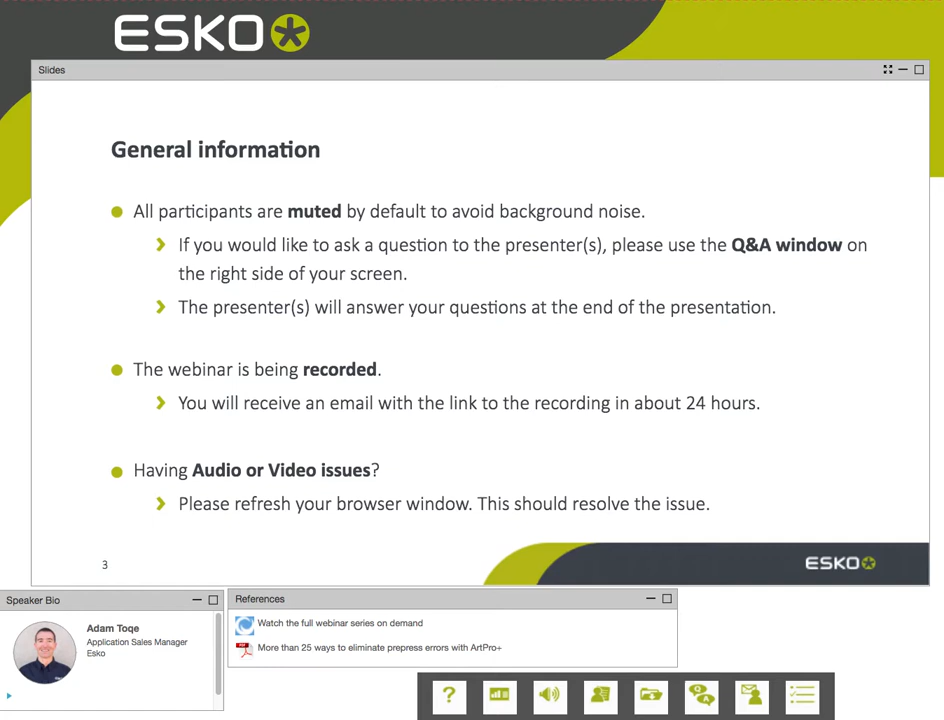 ESKO
Slides
General information
All participants are muted by default to avoid background noise.
If you would like to ask a question to the presenter(s), please use the Q&A window on
the right side of your screen.
The presenter(s) will answer your questions at the end of the presentation.
The webinar is being recorded.
You will receive an email with the link to the recording in about 24 hours.
Having Audio or Video issues?
Please refresh your browser window. This should resolve the issue.
3
ESKO
Speaker Bio
Adam Toqe
Application Sales Manager
Esko
References
Watch the full webinar series on demand
More than 25 ways to eliminate prepress errors with ArtPro+
?
Q
A